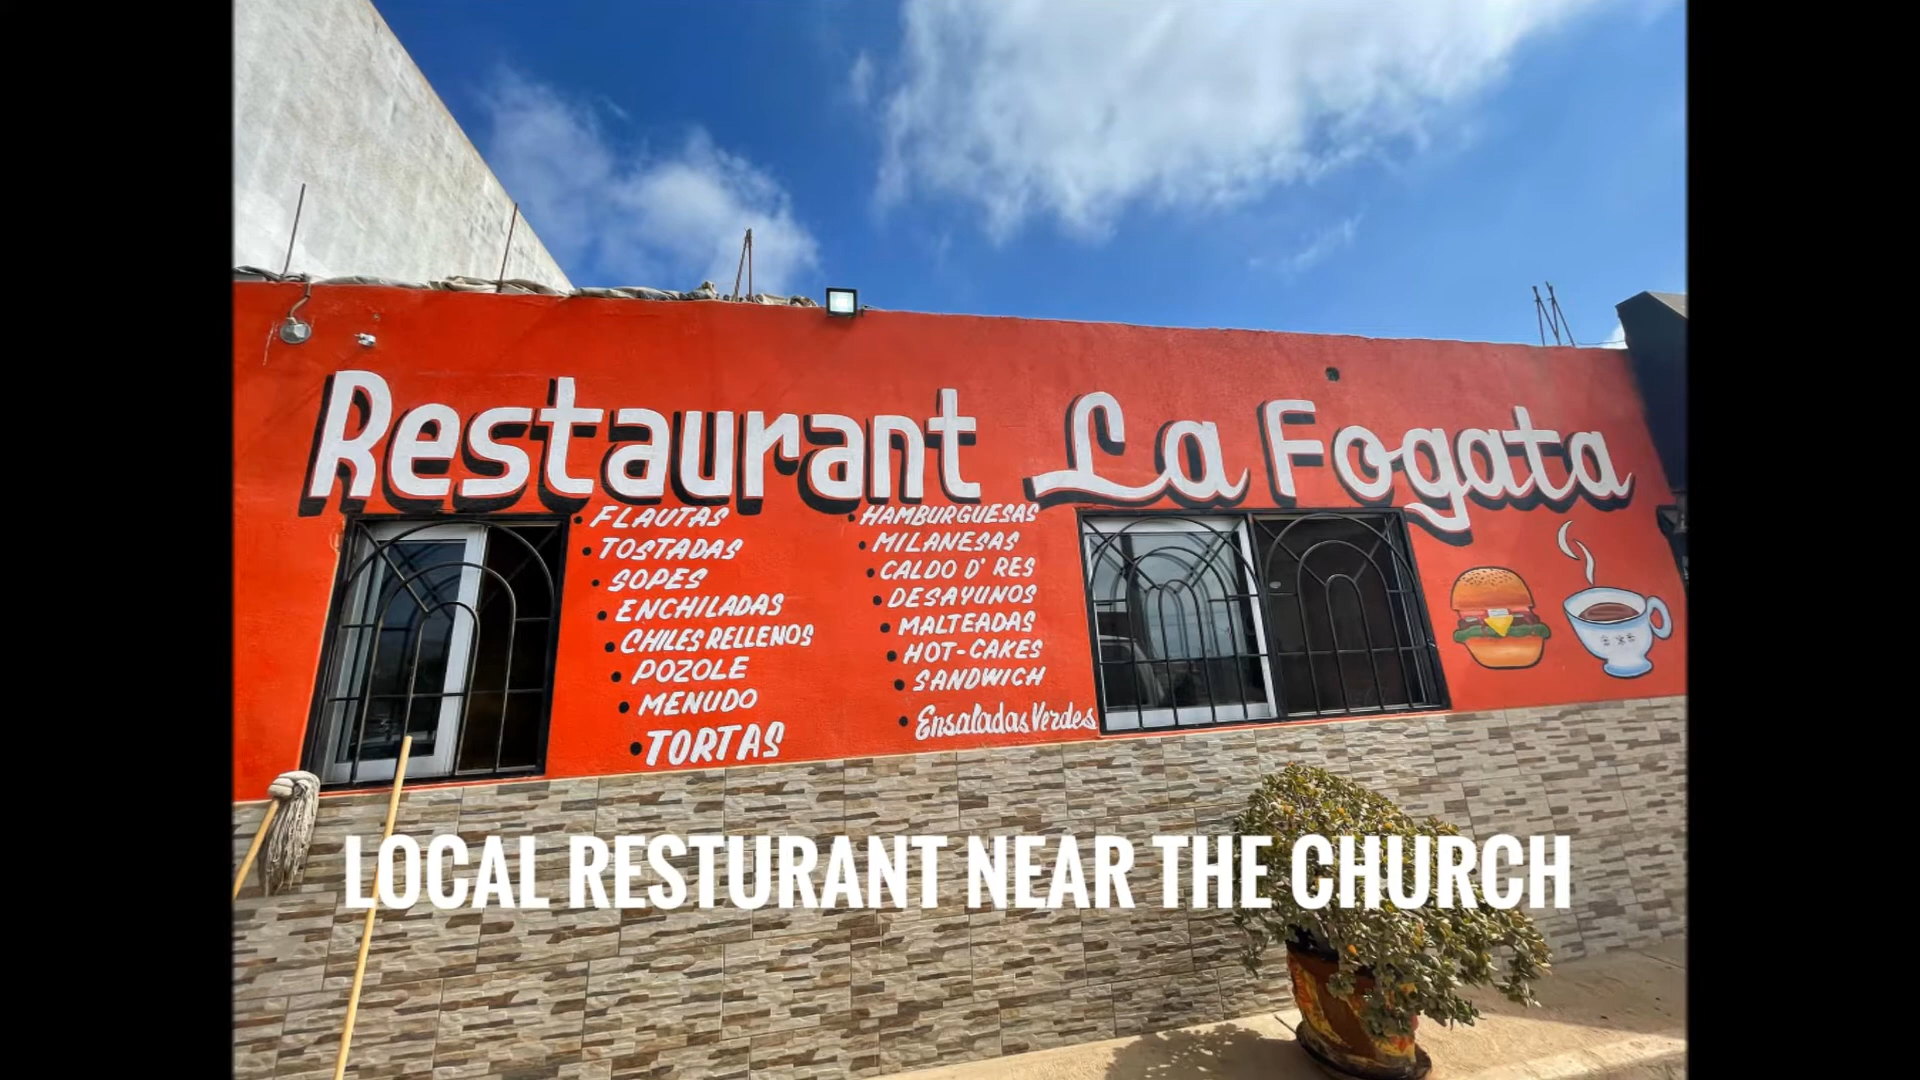 Restaurant La Fogata
• FLAUTAS
• TOSTADAS
• SOPES
• ENCHILADAS
• CHILES RELLENOS
• POZOLE
• MENUDO
• TORTAS
• HAMBURGUESAS
• MILANESAS
• CALDO D' RES
• DESAYUNOS
• MALTEADAS
• HOT-CAKES
• SANDWICH
• Ensaladas Verdes
LOCAL RESTURANT NEAR THE CHURCH